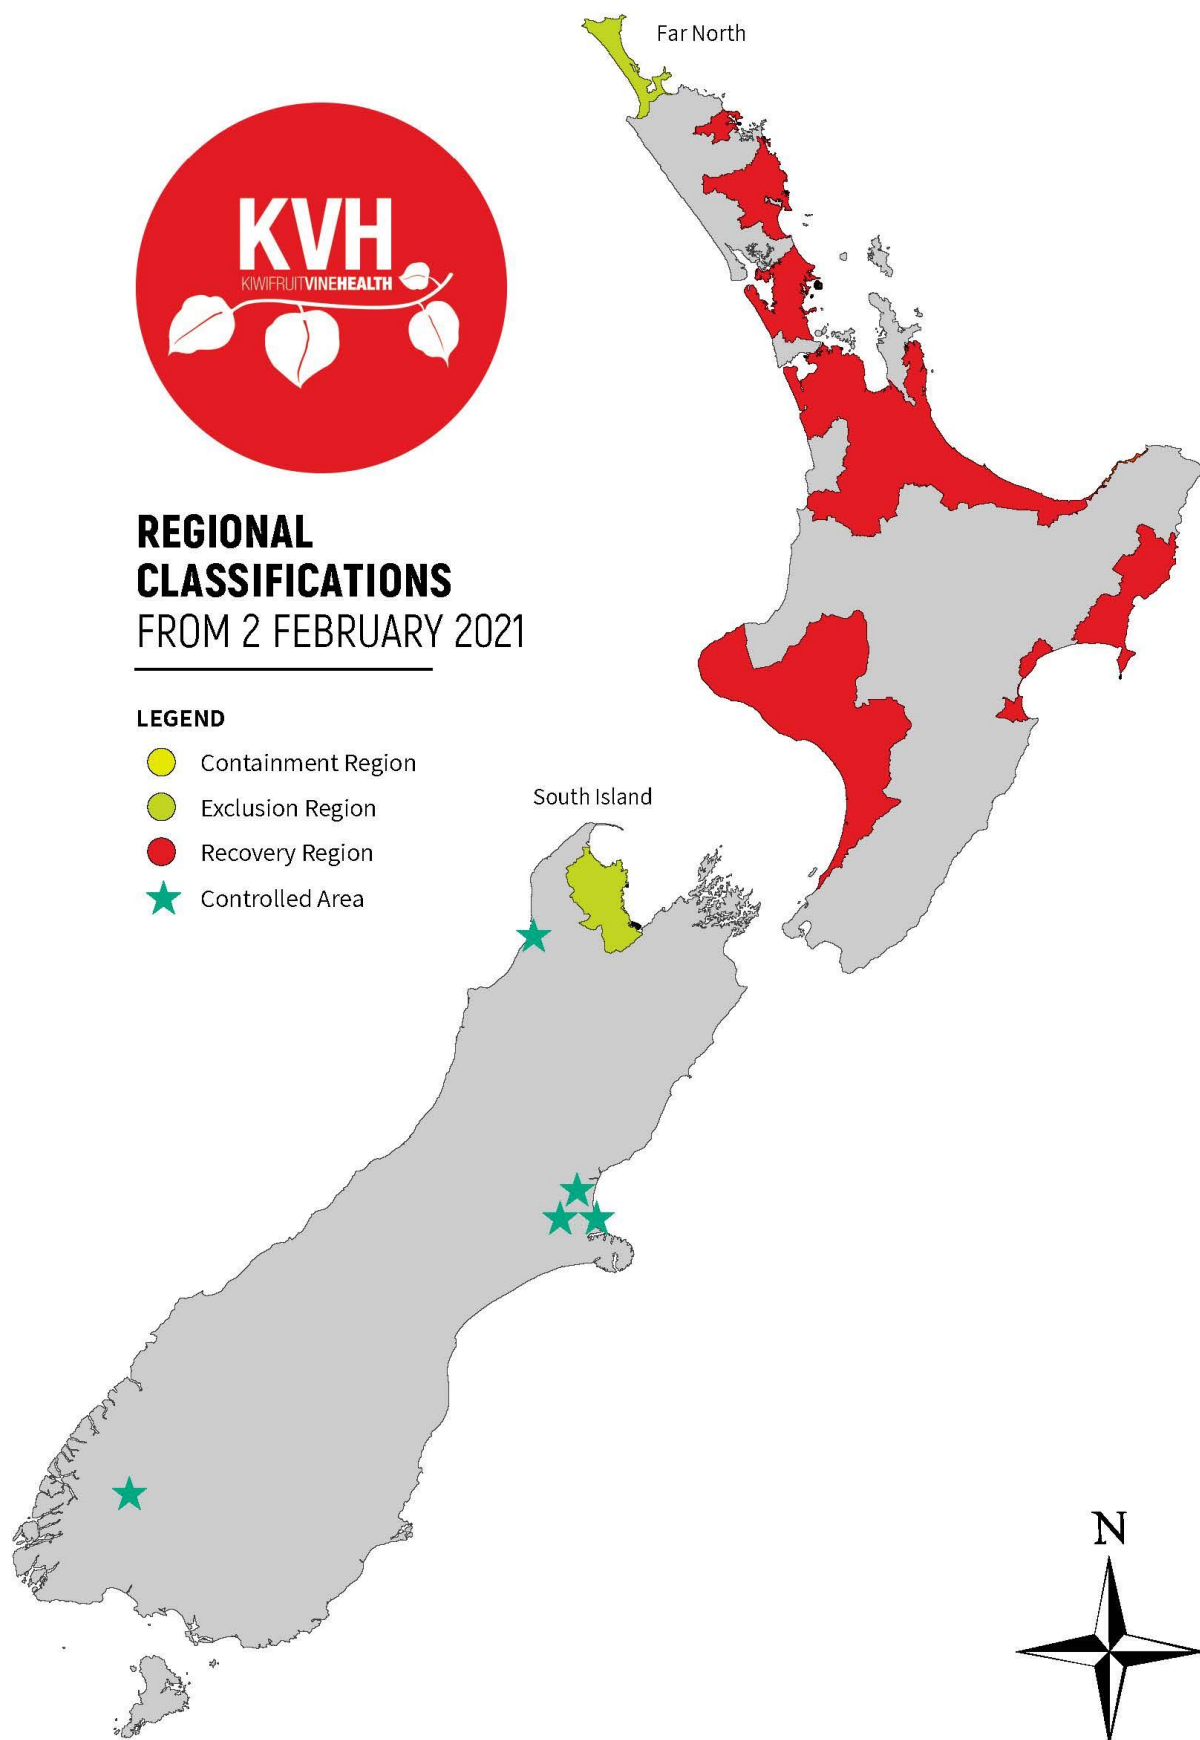 Far North
KVH
KIWIFRUITVINEHEALTH
REGIONAL
CLASSIFICATIONS
FROM 2 FEBRUARY 2021
LEGEND
Containment Region
Exclusion Region
Recovery Region
Controlled Area
South Island
N